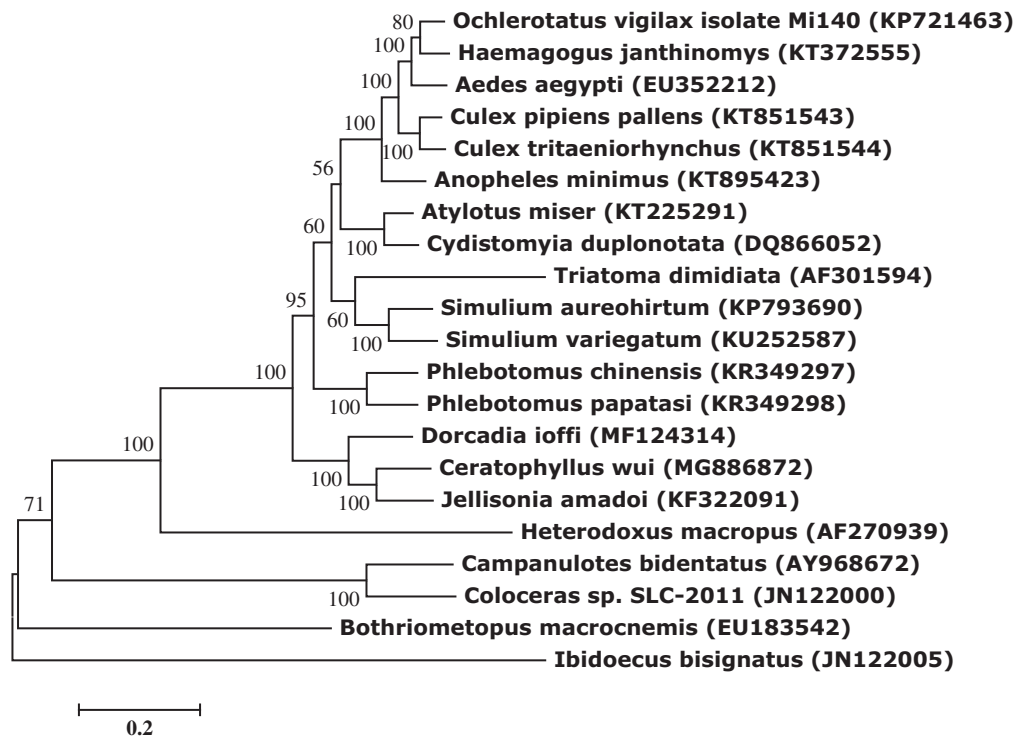 80 Ochlerotatus vigilax isolate Mi140 (KP721463)
100 Haemagogus janthinomys (KT372555)
100 Aedes aegypti (EU352212)
Culex pipiens pallens (KT851543)
100
100 Culex tritaeniorhynchus (KT851544)
56 Anopheles minimus (KT895423)
Atylotus miser (KT225291)
60
100 Cydistomyia duplonotata (DQ866052)
Triatoma dimidiata (AF301594)
95 Simulium aureohirtum (KP793690)
60
100 Simulium variegatum (KU252587)
100 Phlebotomus chinensis (KR349297)
100 Phlebotomus papatasi (KR349298)
100 Dorcadia ioffi (MF124314)
100 Ceratophyllus wui (MG886872)
100 Jellisonia amadoi (KF322091)
71
Heterodoxus macropus (AF270939)
Campanulotes bidentatus (AY968672)
100 Coloceras sp. SLC-2011 (JN122000)
Bothriometopus macrocnemis (EU183542)
Ibidoecus bisignatus (JN122005)
0.2